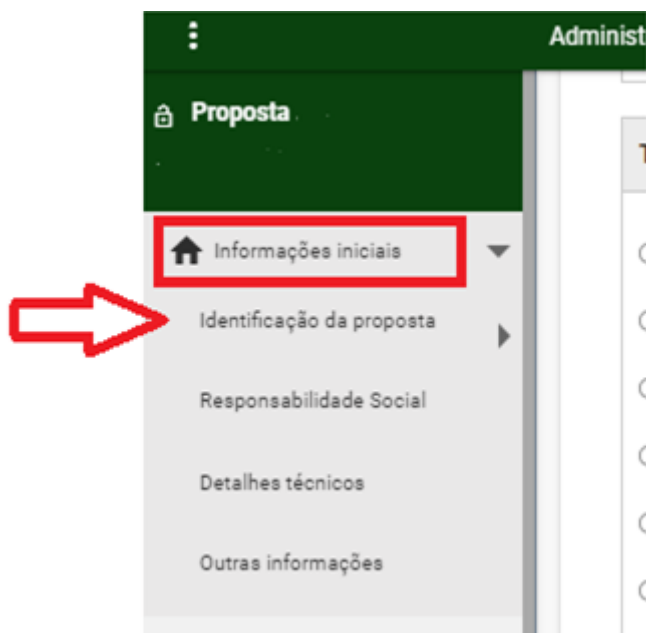 Administ
Proposta
Informações iniciais
Identificação da proposta
Responsabilidade Social
Detalhes técnicos
Outras informações